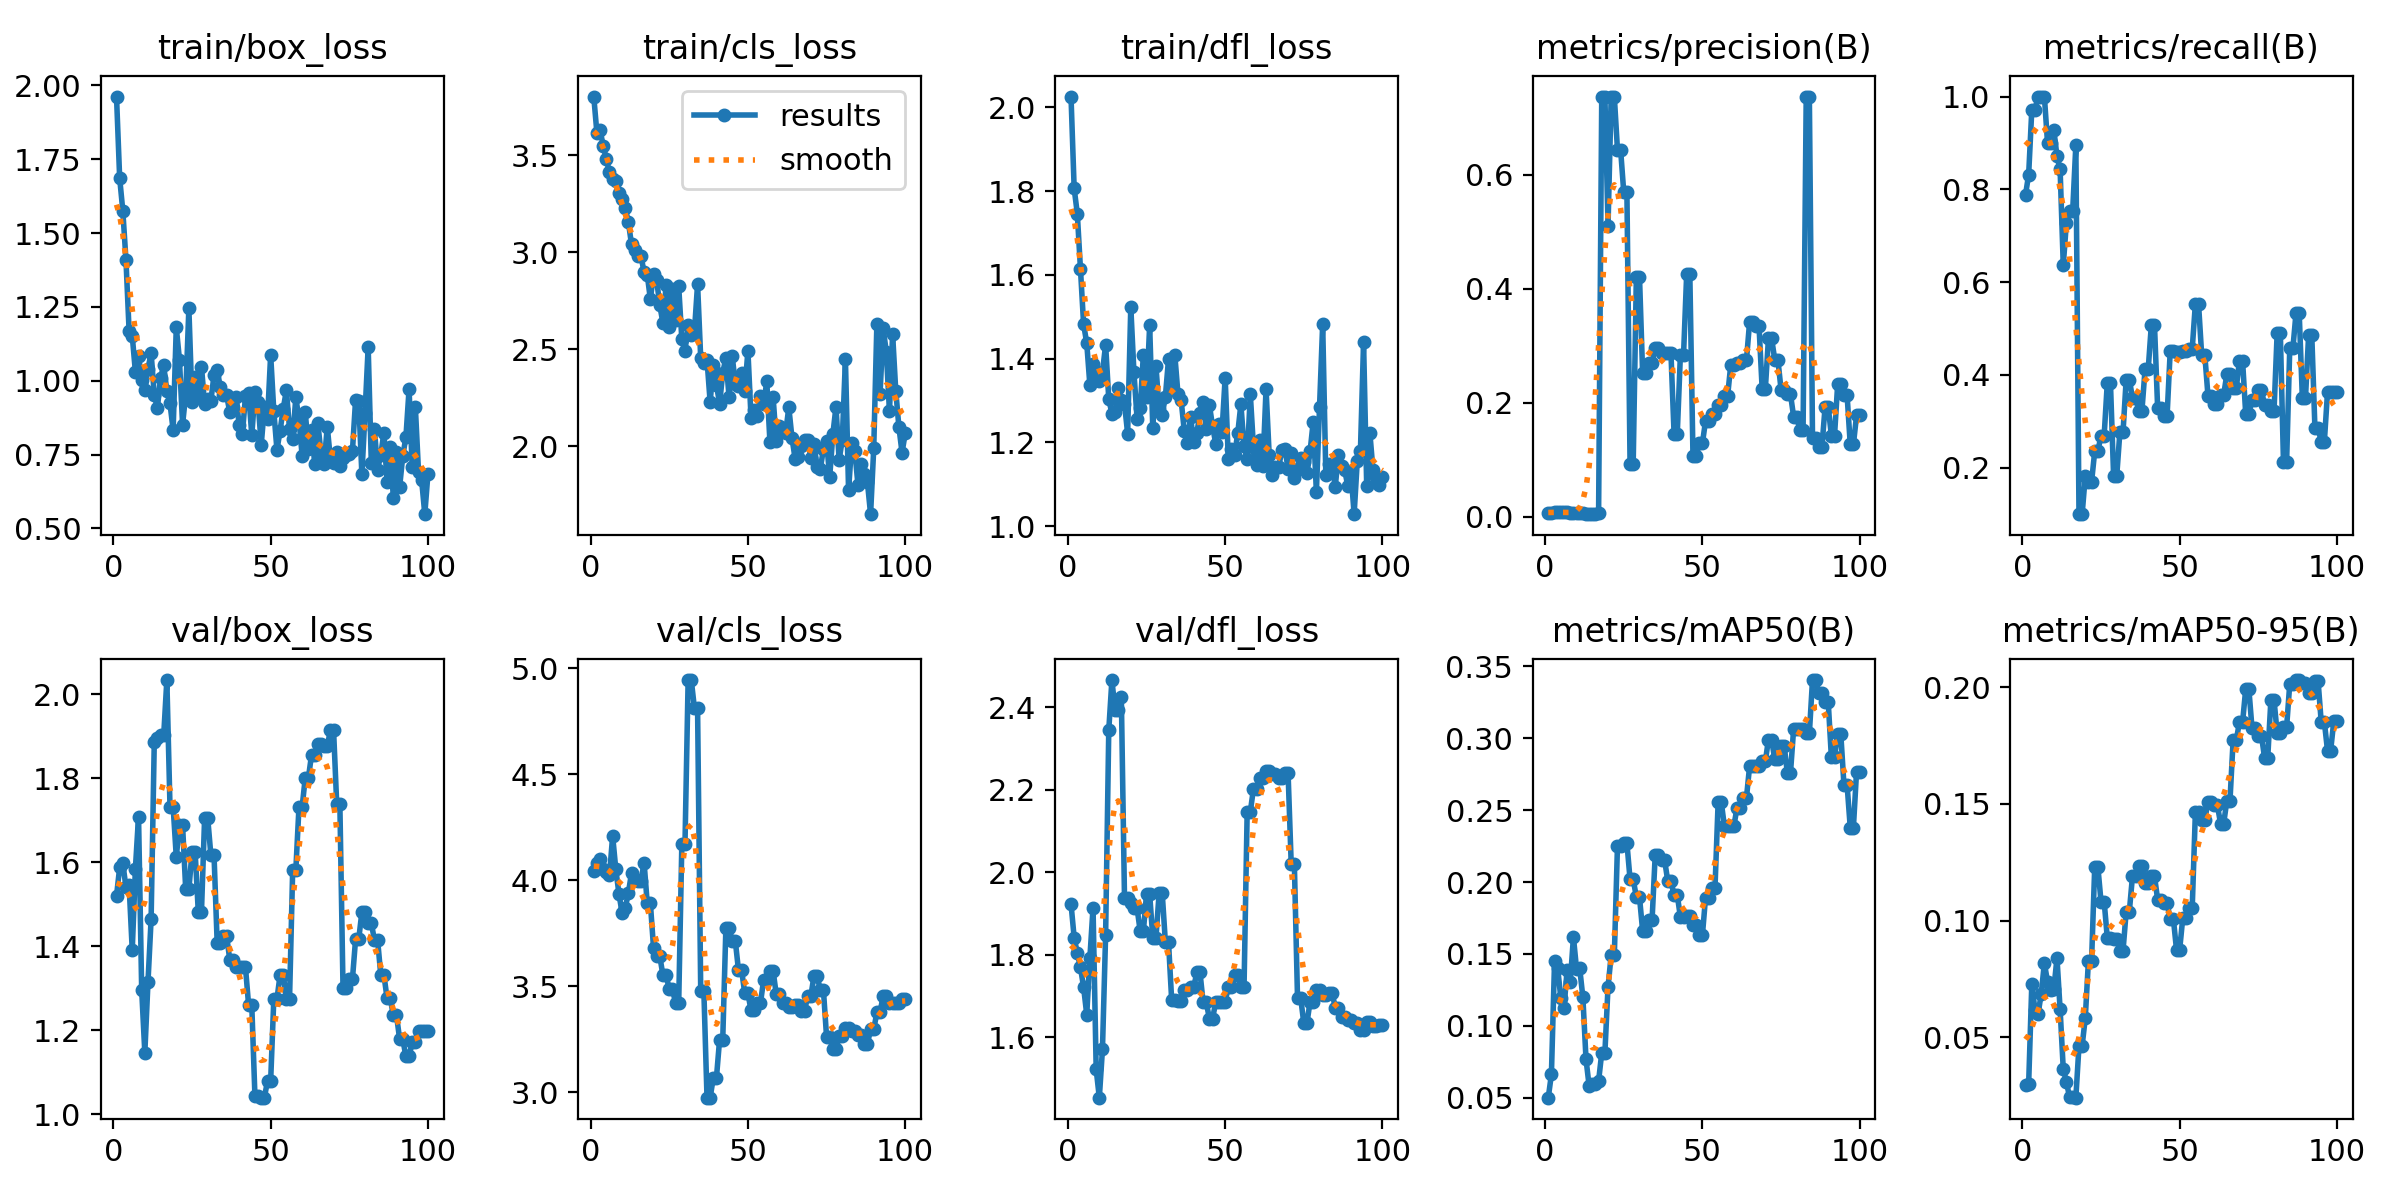 train/box_loss
2.00
1.75
1.50
1.25
1.00
0.75
0.50
0 50 100
train/cls_loss
results
smooth
3.5
3.0
2.5
2.0
0 50 100
train/dfl_loss
2.0
1.8
1.6
1.4
1.2
1.0
0 50 100
metrics/precision(B)
0.6
0.4
0.2
0.0
0 50 100
metrics/recall(B)
1.0
0.8
0.6
0.4
0.2
0 50 100
val/box_loss
2.0
1.8
1.6
1.4
1.2
1.0
0 50 100
val/cls_loss
5.0
4.5
4.0
3.5
3.0
0 50 100
val/dfl_loss
2.4
2.2
2.0
1.8
1.6
0 50 100
metrics/mAP50(B)
0.35
0.30
0.25
0.20
0.15
0.10
0.05
0 50 100
metrics/mAP50-95(B)
0.20
0.15
0.10
0.05
0 50 100